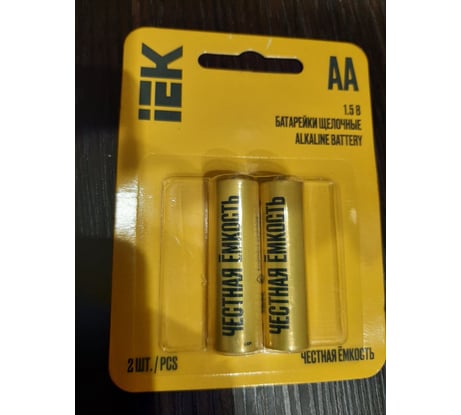 IEK
AA
1.5 В
БАТАРЕЙКИ ЩЕЛОЧНЫЕ
ALKALINE BATTERY
ЧЕСТНАЯ ЁМКОСТЬ
ЧЕСТНАЯ ЁМКОСТЬ
2 ШТ./PCS
ЧЕСТНАЯ ЁМКОСТЬ